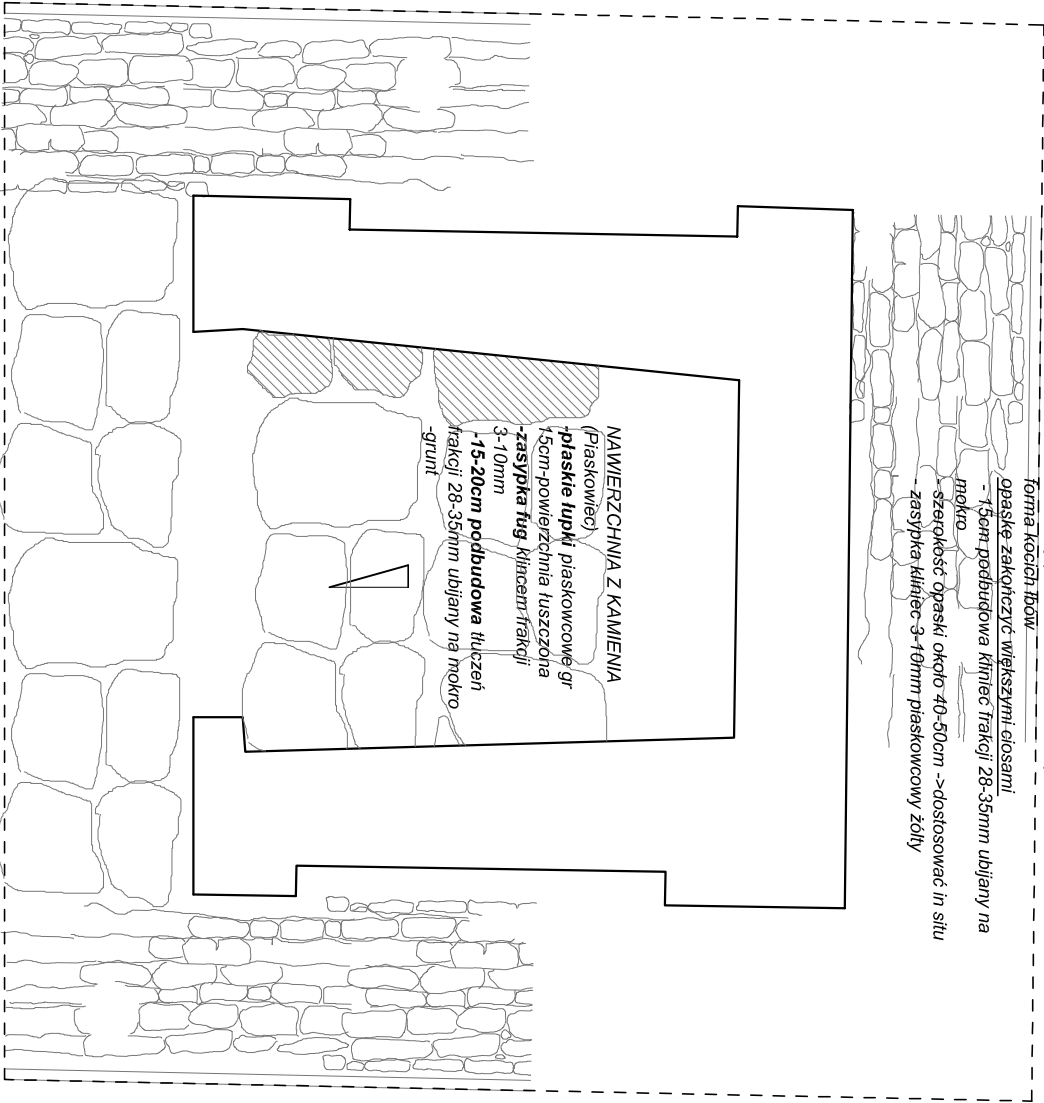 forma kocich łbów
opaskę zakończyć większymi ciosami
- 15cm podbudowa kliniec frakcji 28-35mm ubijany na
mokro
- szerokość opaski około 40-50cm ->dostosować in situ
- zasypka kliniec 3-10mm piaskowcowy żółty
NAWIERZCHNIA Z KAMIENIA
(Piaskowiec)
-płaskie łupki piaskowcowe gr
15cm-powierzchnia łuszczona
-zasypka fug klincem frakcji
3-10mm
-15-20cm podbudowa tłuczeń
frakcji 28-35mm ubijany na mokro
-grunt